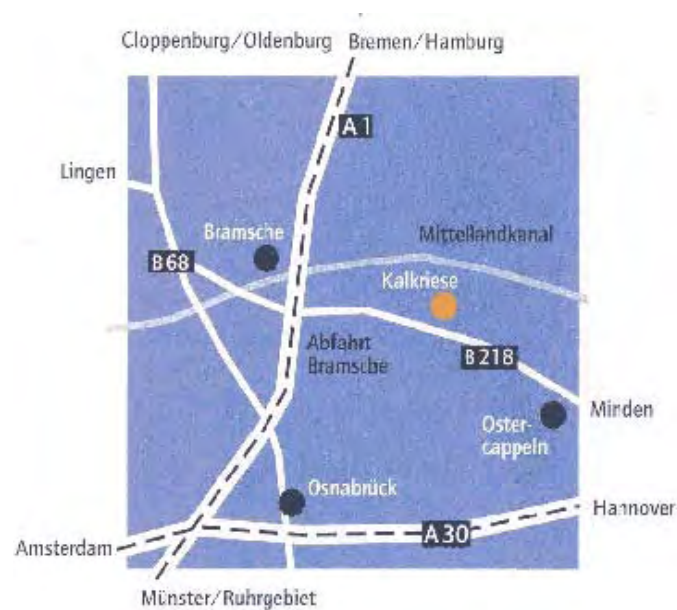 Cloppenburg/Oldenburg
Bremen/Hamburg
A1
Lingen
Bramsche
Mittellandkanal
B68
Kalkriese
Abfahrt
Bramsche
B218
Minden
Oster-
cappeln
Osnabrück
Hannover
A30
Amsterdam
Münster/Ruhrgebiet